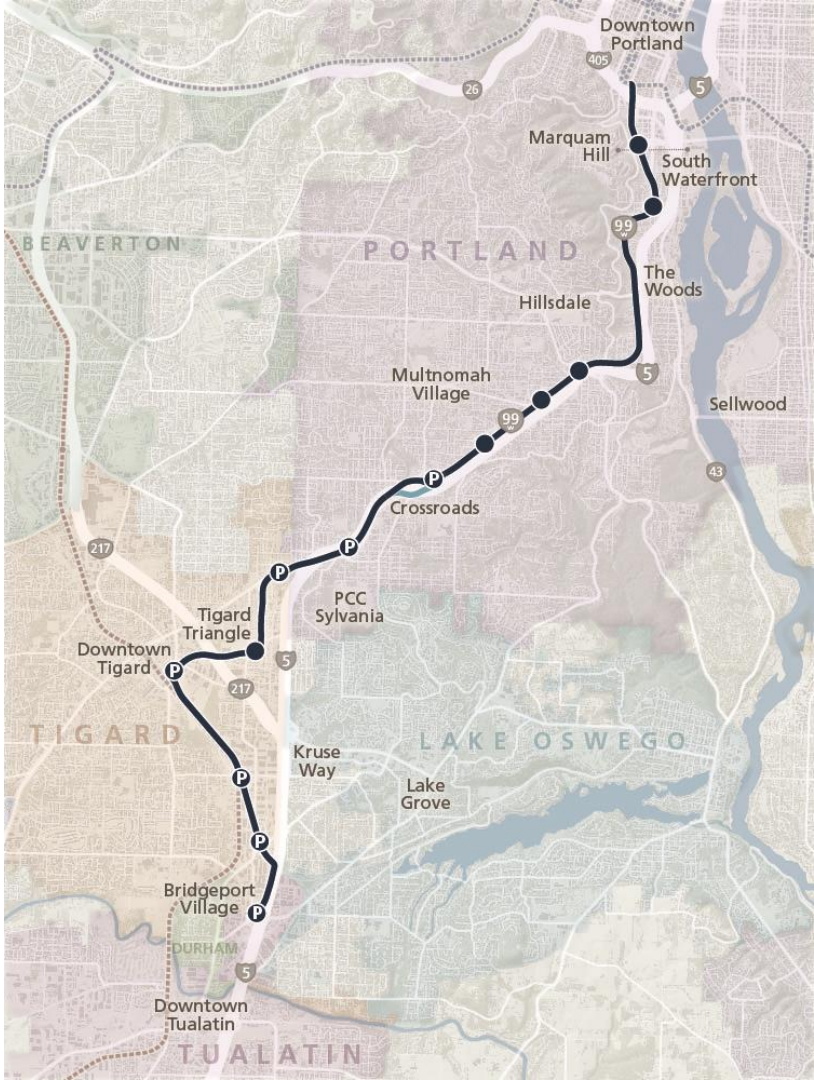 Downtown
Portland
405
26
5
Marquam
Hill
South
Waterfront
99
W
BEAVERTON
PORTLAND
The
Woods
Hillsdale
5
Multnomah
Village
Sellwood
99
W
43
Crossroads
217
PCC
Sylvania
P
P
P
Tigard
Triangle
Downtown
Tigard
P
5
217
TIGARD
LAKE OSWEGO
Kruse
Way
P
Lake
Grove
P
Bridgeport
Village
P
DURHAM
5
Downtown
Tualatin
TUALATIN